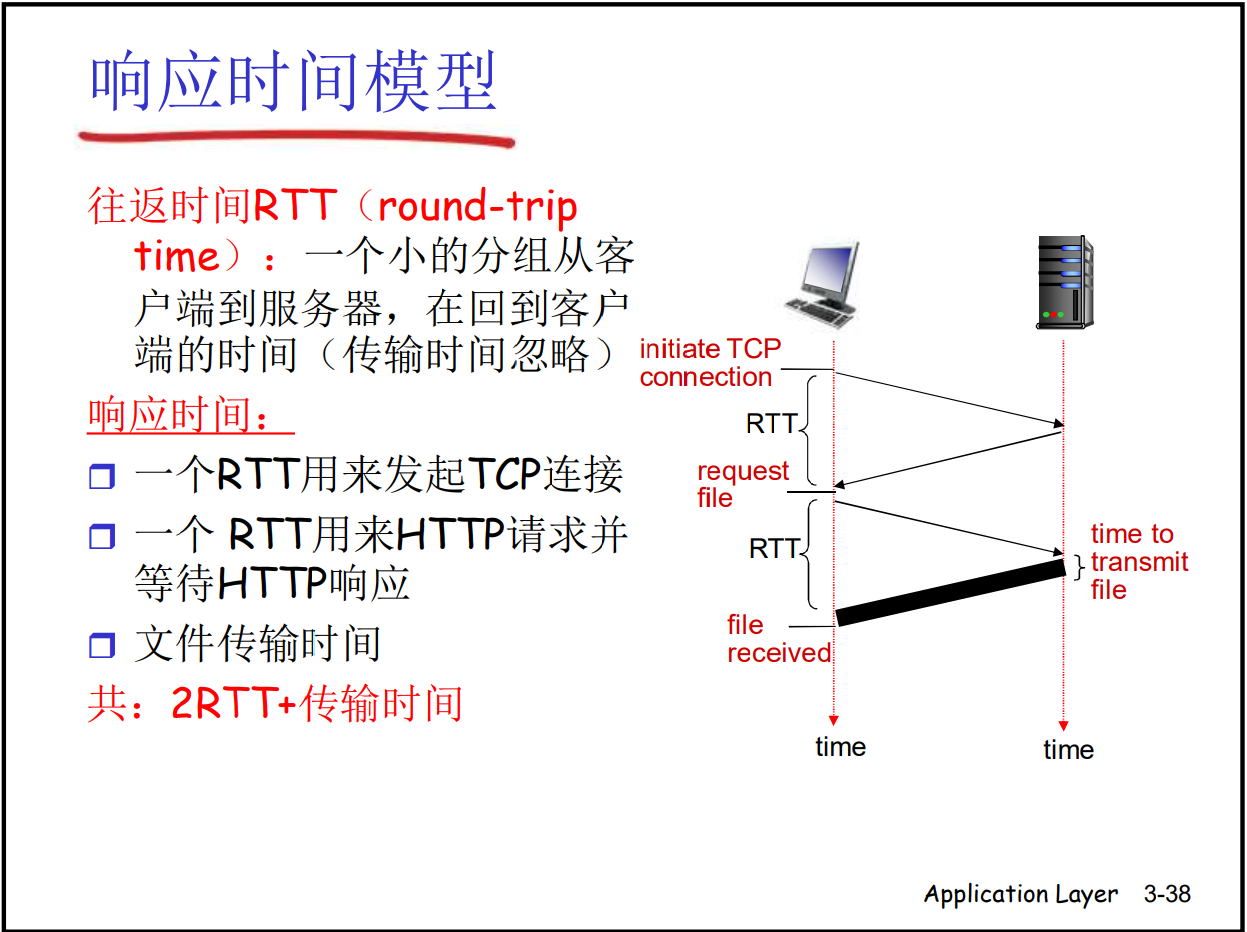 响应时间模型
往返时间RTT（round-trip
time）：一个小的分组从客
户端到服务器，在回到客户
端的时间（传输时间忽略）
响应时间：
一个RTT用来发起TCP连接
一个 RTT用来HTTP请求并
等待HTTP响应
文件传输时间
共：2RTT+传输时间
initiate TCP
connection
RTT
request
file
RTT
time to
transmit
file
file
received
time
time
Application Layer 3-38